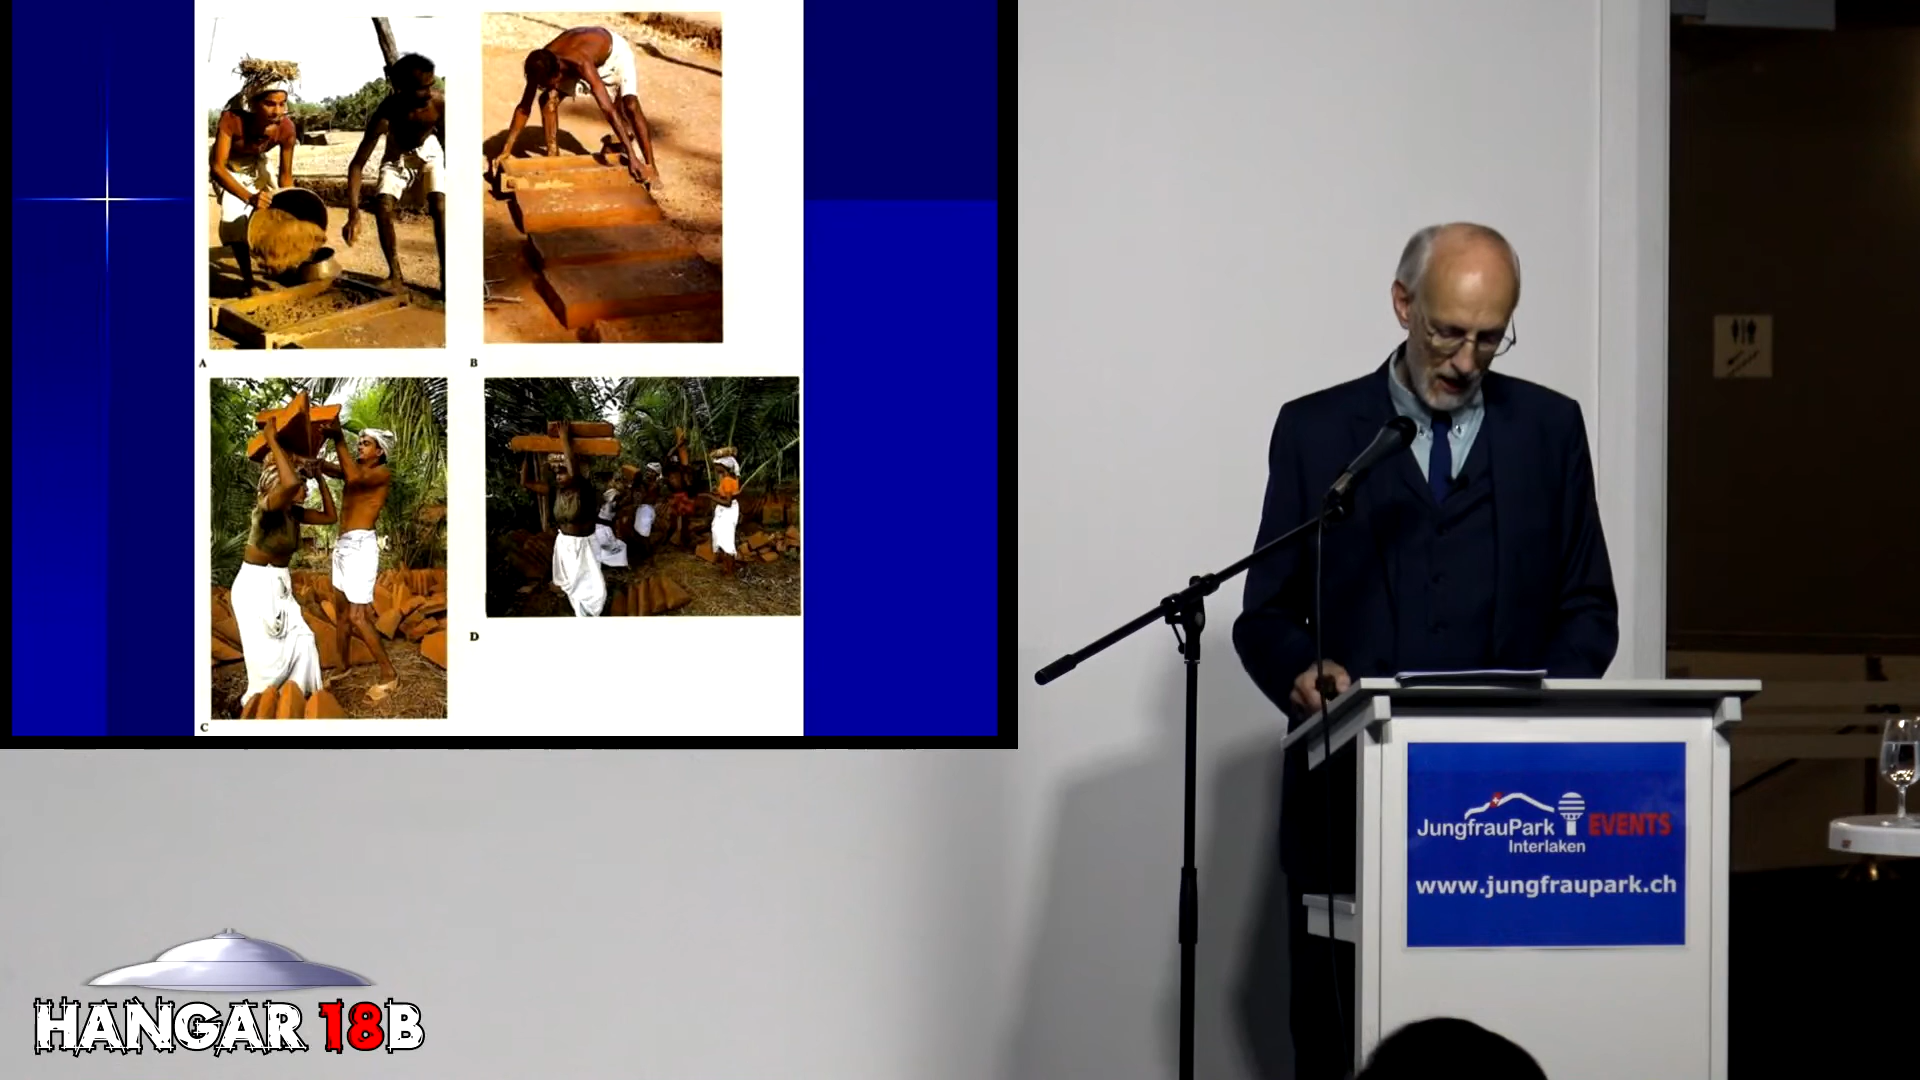 A
B
C
D
JungfrauPark EVENTS
Interlaken
www.jungfraupark.ch
HANGAR 18B